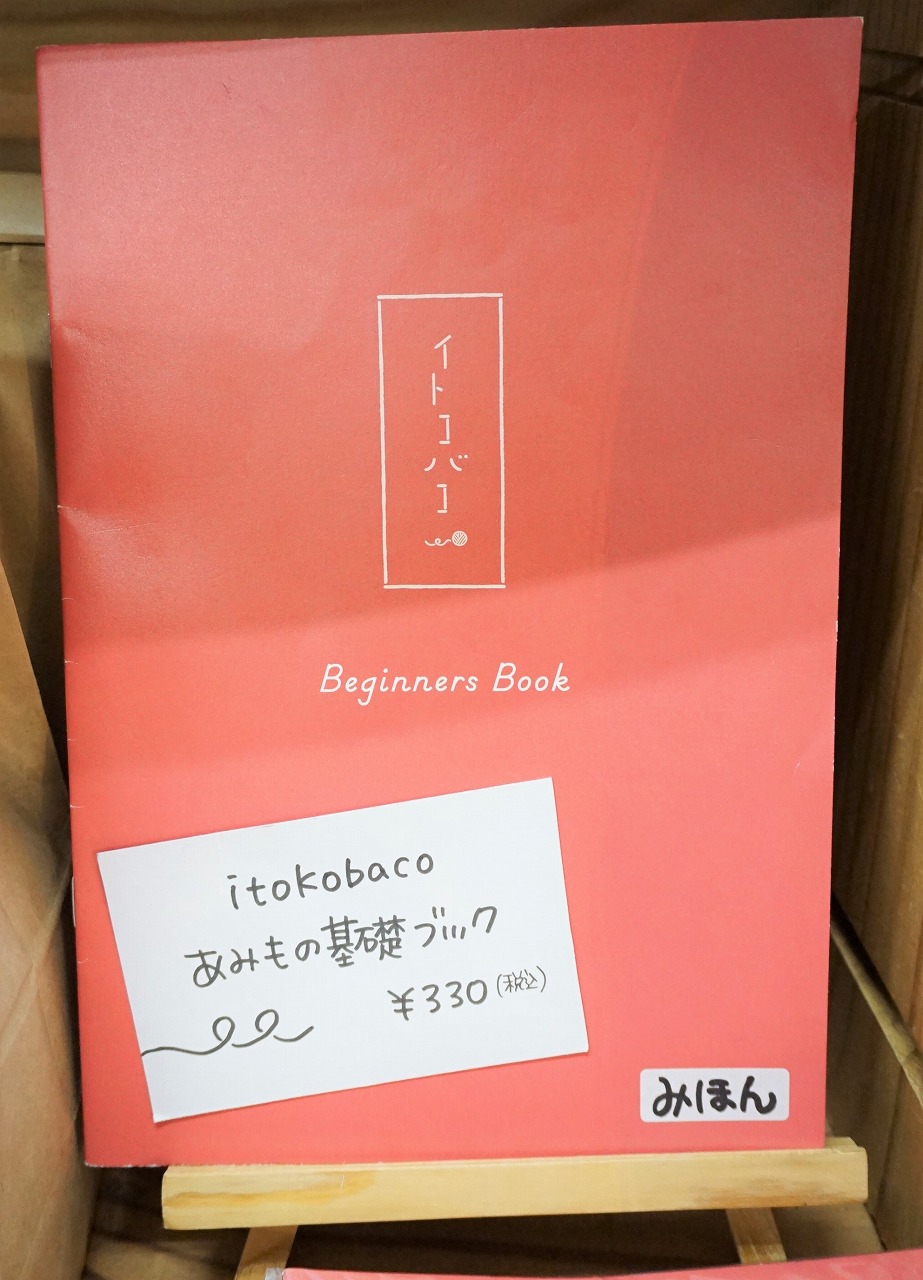 イトコバコ
Beginners Book
itokobaco
あみもの基礎ブック
¥330(税込)
みほん